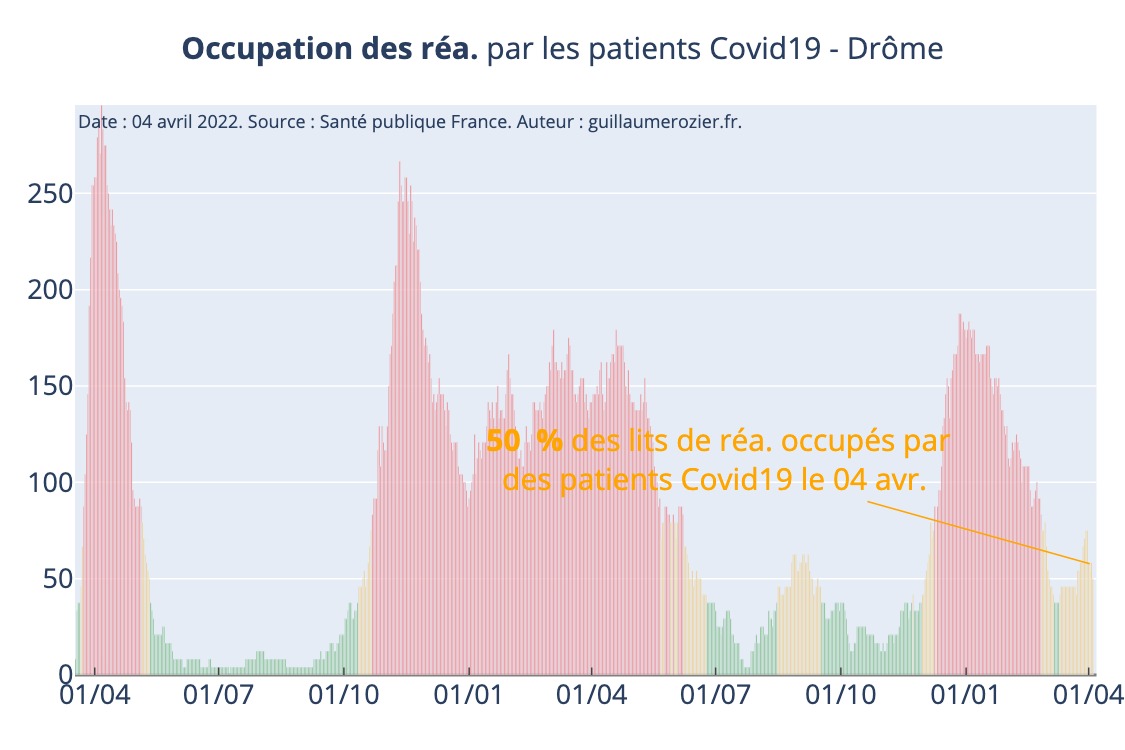 Occupation des réa. par les patients Covid19 - Drôme
Date : 04 avril 2022. Source : Santé publique France. Auteur : guillaumerozier.fr.
250
200
150
50 % des lits de réa. occupés par
des patients Covid19 le 04 avr.
100
50
0
01/04 01/07 01/10 01/01 01/04 01/07 01/10 01/01 01/04